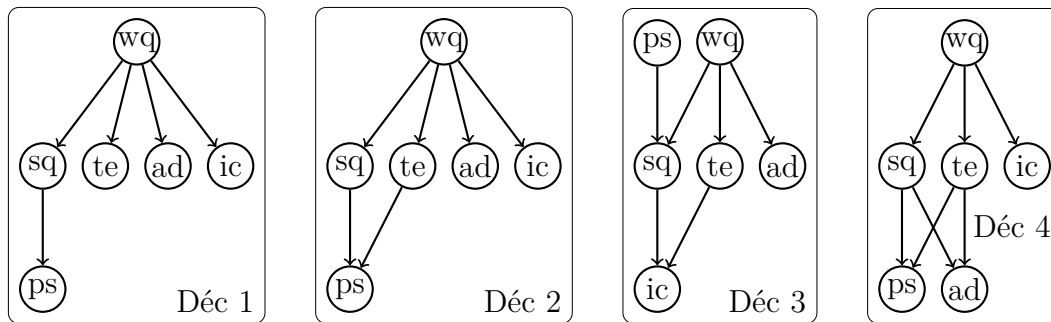 wq
sq te ad ic
ps
Déc 1
wq
sq te ad ic
ps
Déc 2
ps wq
sq te ad
ic
Déc 3
wq
sq te ic
Déc 4
ps ad